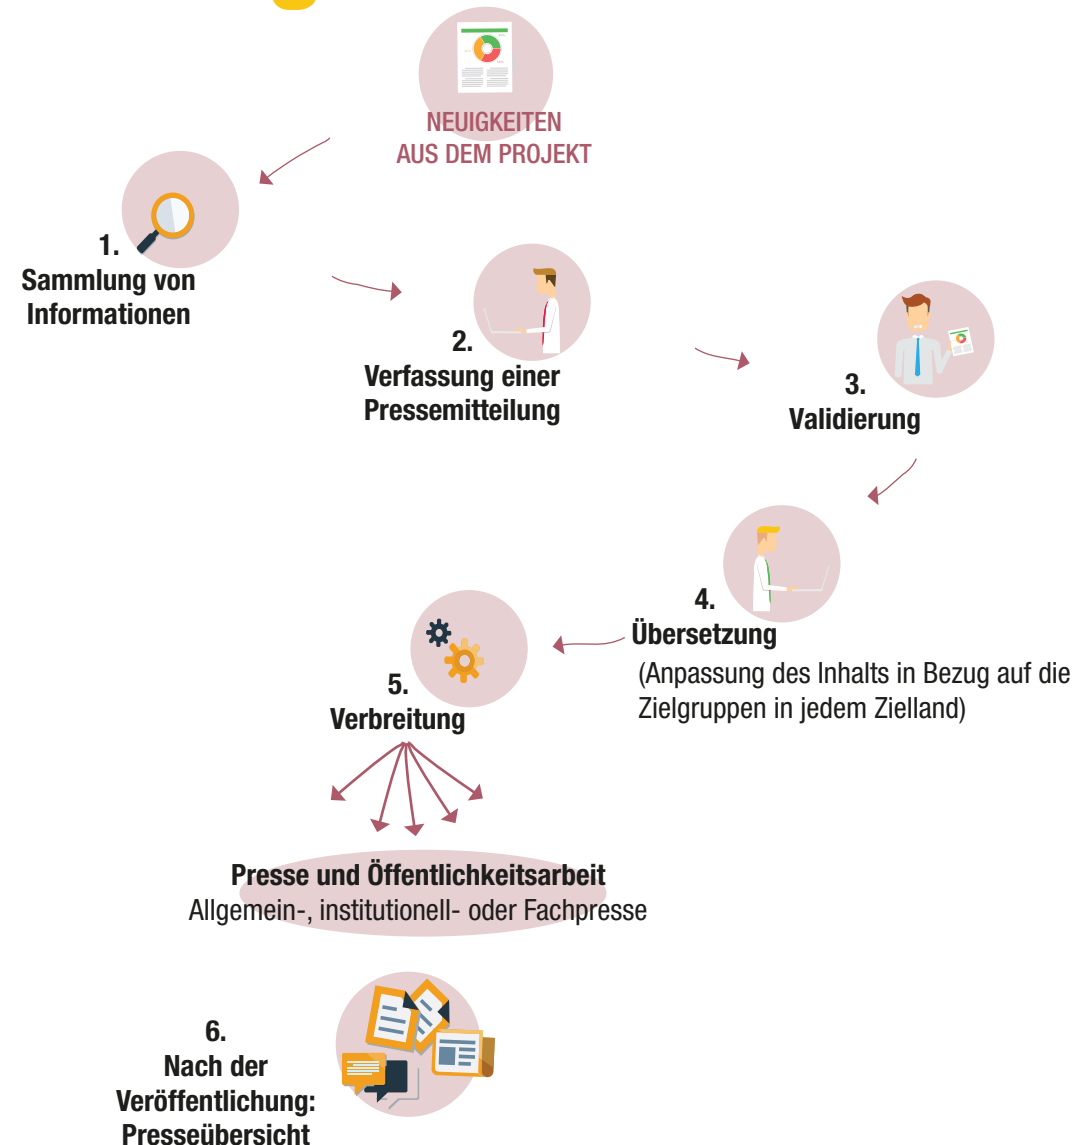 NEUIGKEITEN
AUS DEM PROJEKT
1.
Sammlung von
Informationen
2.
Verfassung einer
Pressemitteilung
3.
Validierung
4.
Übersetzung
(Anpassung des Inhalts in Bezug auf die
Zielgruppen in jedem Zielland)
5.
Verbreitung
Presse und Öffentlichkeitsarbeit
Allgemein-, institutionell- oder Fachpresse
6.
Nach der
Veröffentlichung:
Presseübersicht